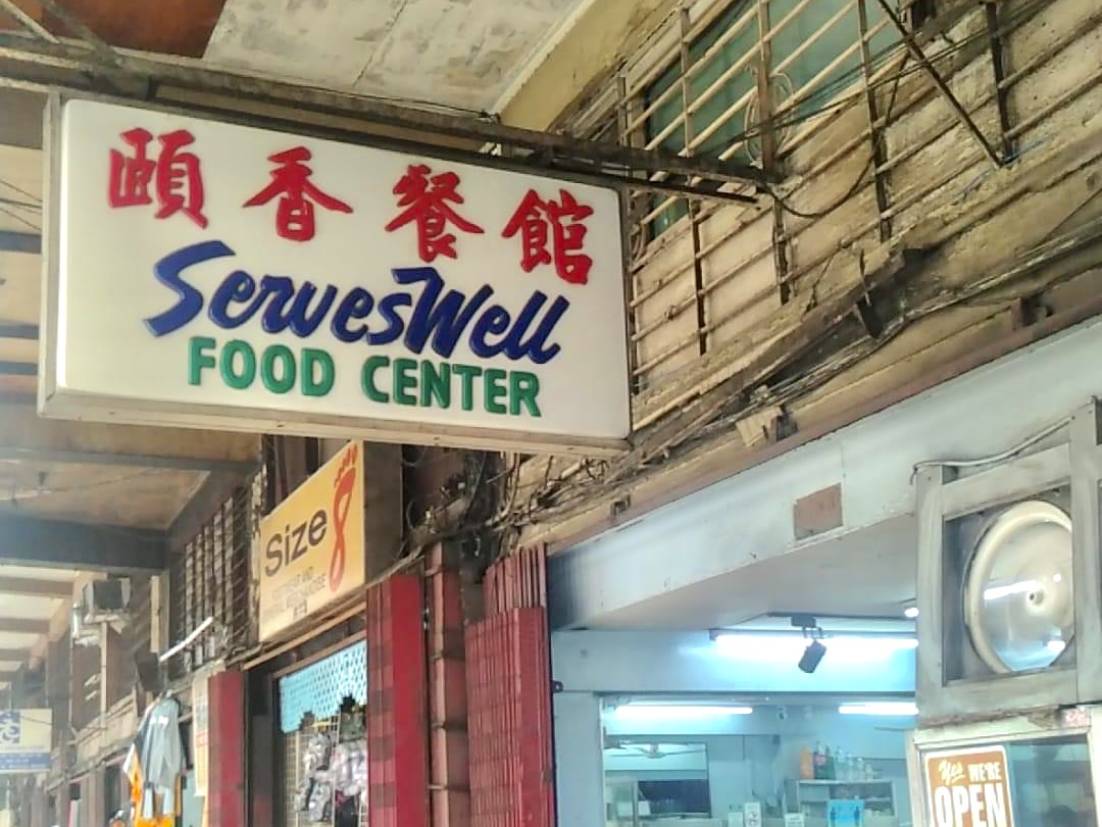 頤香餐館
ServesWell
FOOD CENTER
Size 8
Yes WE'RE
OPEN